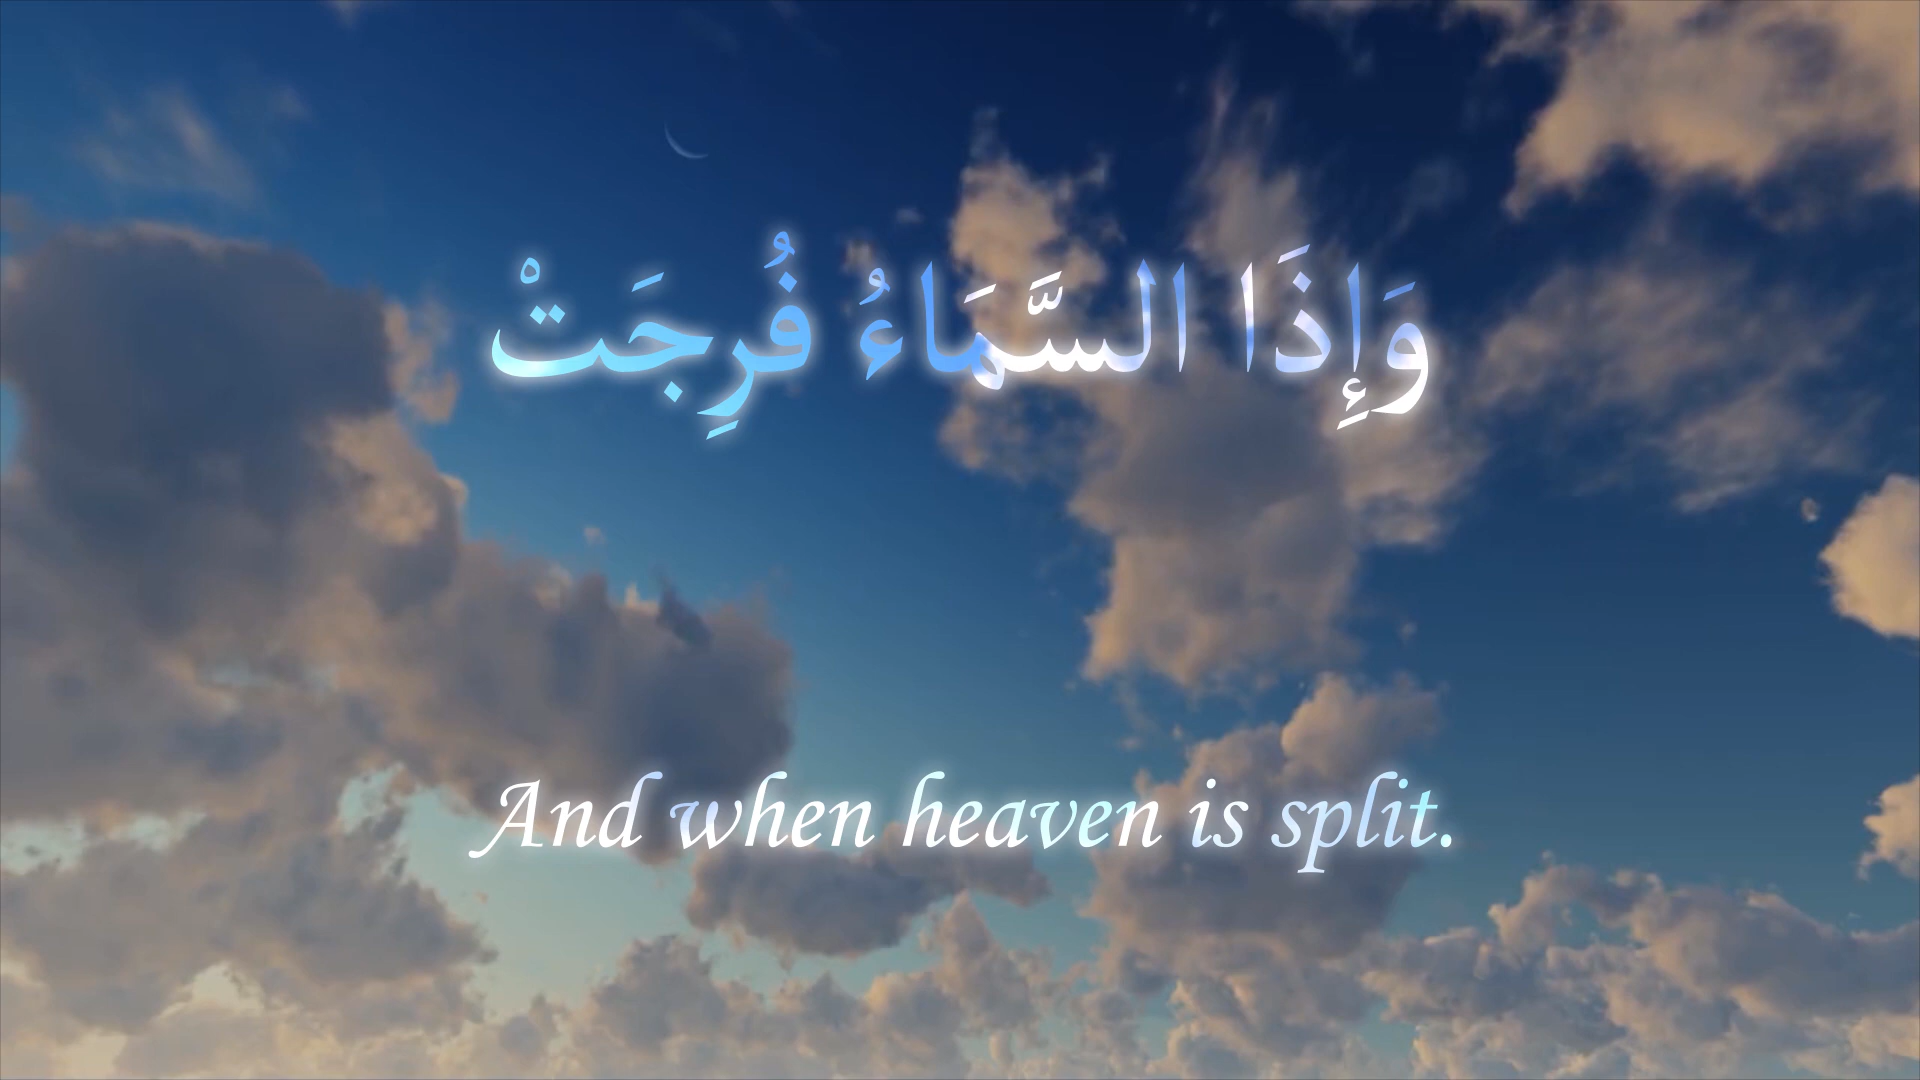 وَإِذَا السَّمَاءُ فُرِجَتْ
And when heaven is split.